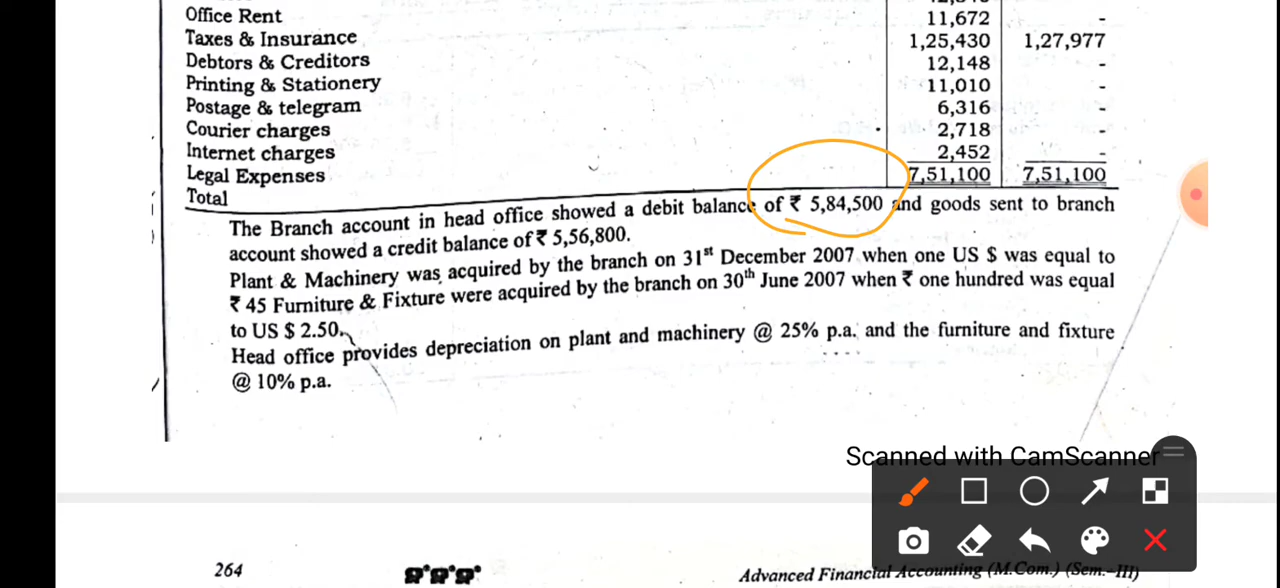 Office Rent 11,672 -
Taxes & Insurance 1,25,430 1,27,977
Debtors & Creditors 12,148 -
Printing & Stationery 11,010 -
Postage & telegram 6,316 -
Courier charges 2,718 -
Internet charges 2,452 -
Legal Expenses 7,51,100 7,51,100
Total
The Branch account in head office showed a debit balance of ₹ 5,84,500 and goods sent to branch
account showed a credit balance of ₹ 5,56,800.
Plant & Machinery was acquired by the branch on 31st December 2007 when one US $ was equal to
₹ 45 Furniture & Fixture were acquired by the branch on 30th June 2007 when ₹ one hundred was equal
to US $ 2.50.
Head office provides depreciation on plant and machinery @ 25% p.a. and the furniture and fixture
@ 10% p.a.
Scanned with CamScanner
264 Advanced Financial Accounting (M.Com.) (Sem.-III)